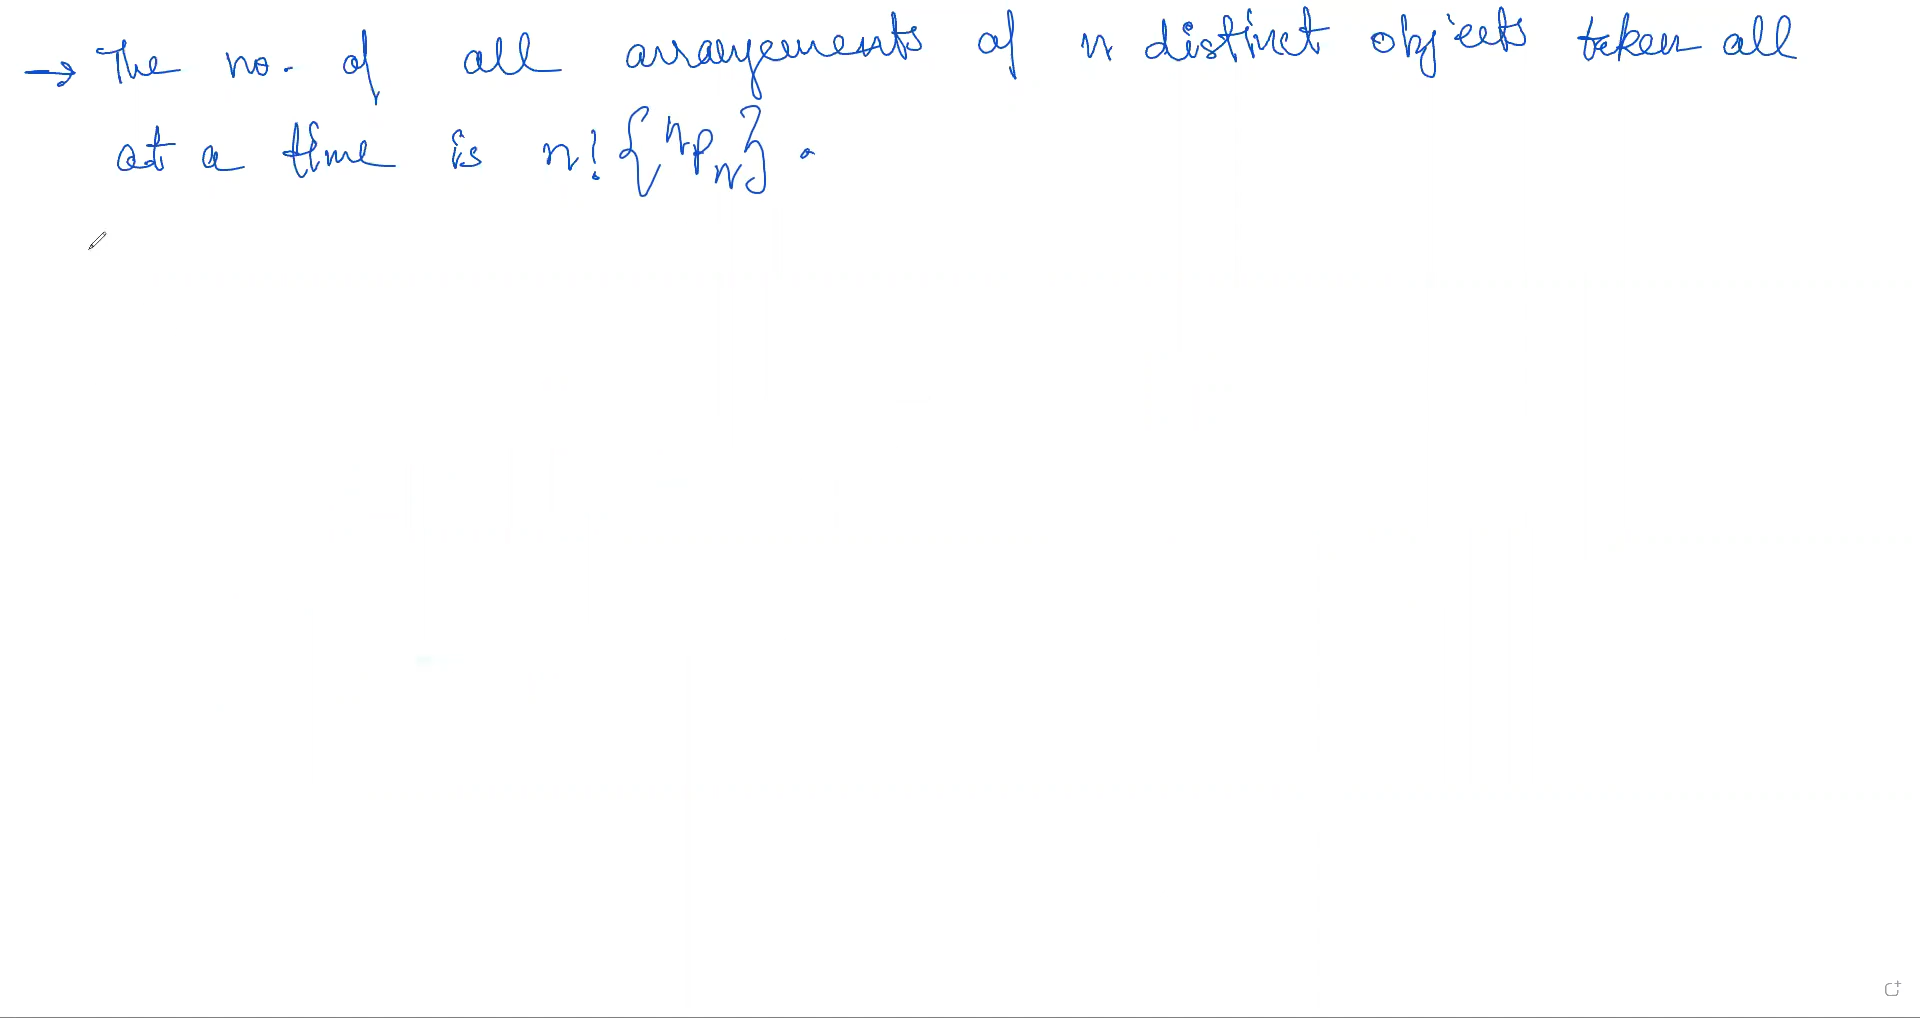 → The no. of all arrangements of n distinct objects taken all
at a time is n! {ⁿPₙ}.